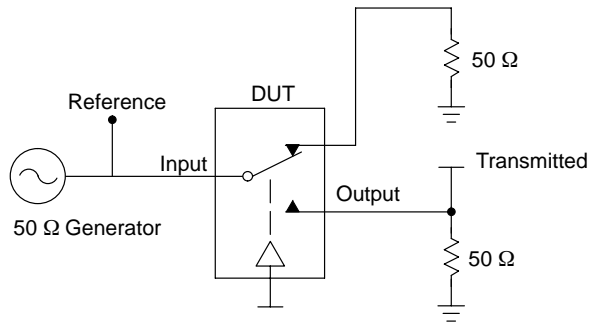 50 Ω
DUT
Reference
Input
Transmitted
Output
50 Ω Generator
50 Ω